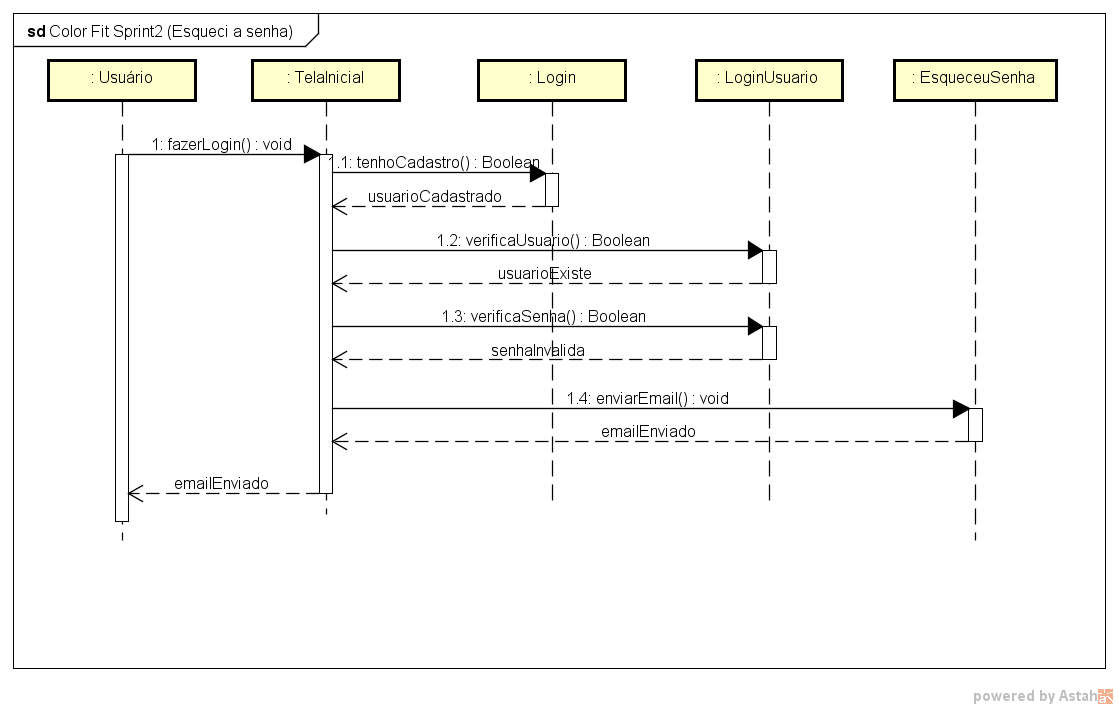 sd Color Fit Sprint2 (Esqueci a senha)
: Usuário
: TelaInicial
: Login
: LoginUsuario
: EsqueceuSenha
1: fazerLogin() : void
1.1: tenhoCadastro() : Boolean
usuarioCadastrado
1.2: verificaUsuario() : Boolean
usuarioExiste
1.3: verificaSenha() : Boolean
senhaInvalida
1.4: enviarEmail() : void
emailEnviado
emailEnviado
powered by Astah